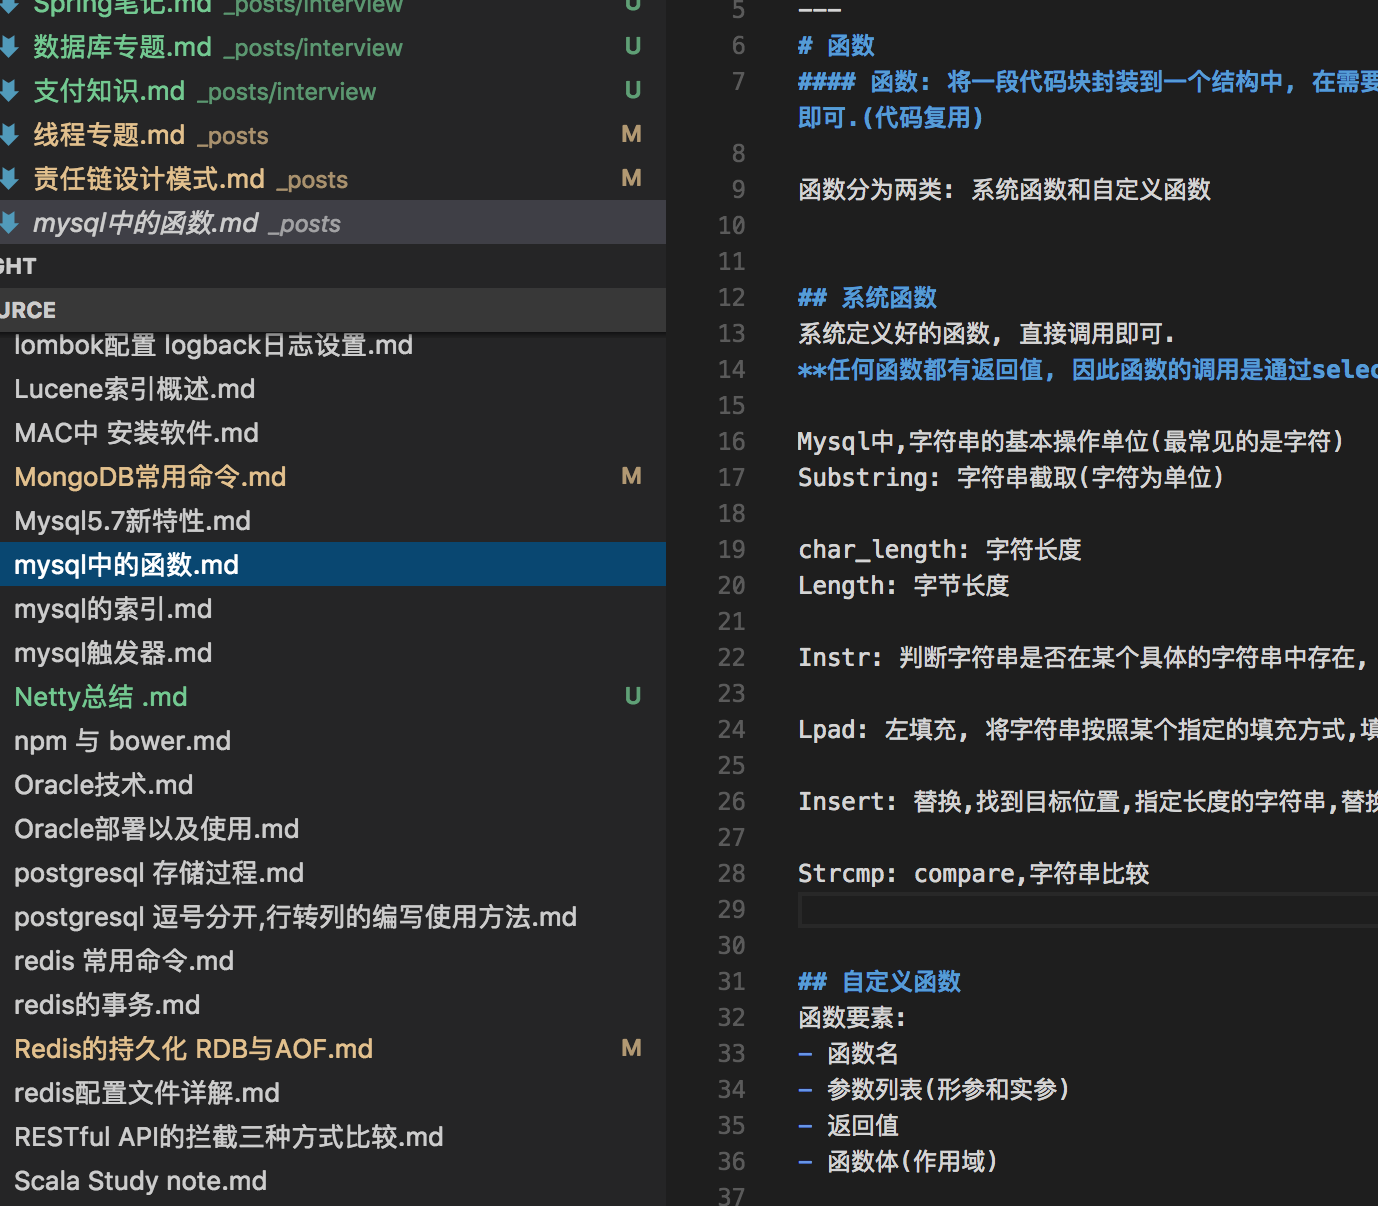 Spring笔记.md _posts/interview U
数据库专题.md _posts/interview U
支付知识.md _posts/interview U
线程专题.md _posts M
责任链设计模式.md _posts M
mysql中的函数.md _posts
GHT
URCE
lombok配置 logback日志设置.md
Lucene索引概述.md
MAC中 安装软件.md
MongoDB常用命令.md M
Mysql5.7新特性.md
mysql中的函数.md
mysql的索引.md
mysql触发器.md
Netty总结 .md U
npm 与 bower.md
Oracle技术.md
Oracle部署以及使用.md
postgresql 存储过程.md
postgresql 逗号分开,行转列的编写使用方法.md
redis 常用命令.md
redis的事务.md
Redis的持久化 RDB与AOF.md M
redis配置文件详解.md
RESTful API的拦截三种方式比较.md
Scala Study note.md
5 ---
6 # 函数
7 #### 函数: 将一段代码块封装到一个结构中, 在需要
即可.(代码复用)
8
9 函数分为两类: 系统函数和自定义函数
10
11
12 ## 系统函数
13 系统定义好的函数, 直接调用即可.
14 **任何函数都有返回值, 因此函数的调用是通过selec
15
16 Mysql中,字符串的基本操作单位(最常见的是字符)
17 Substring: 字符串截取(字符为单位)
18
19 char_length: 字符长度
20 Length: 字节长度
21
22 Instr: 判断字符串是否在某个具体的字符串中存在,
23
24 Lpad: 左填充, 将字符串按照某个指定的填充方式,填
25
26 Insert: 替换,找到目标位置,指定长度的字符串,替换
27
28 Strcmp: compare,字符串比较
29
30
31 ## 自定义函数
32 函数要素:
33 - 函数名
34 - 参数列表(形参和实参)
35 - 返回值
36 - 函数体(作用域)
37